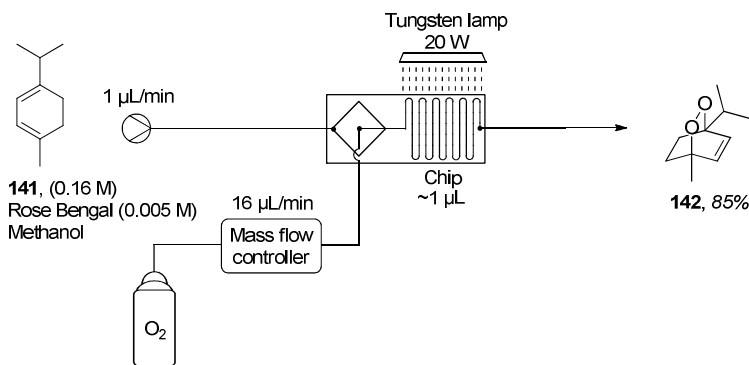 Tungsten lamp
20 W
1 µL/min
141, (0.16 M)
Rose Bengal (0.005 M)
Methanol
16 µL/min
Mass flow
controller
O2
Chip
~1 µL
O
O
142, 85%